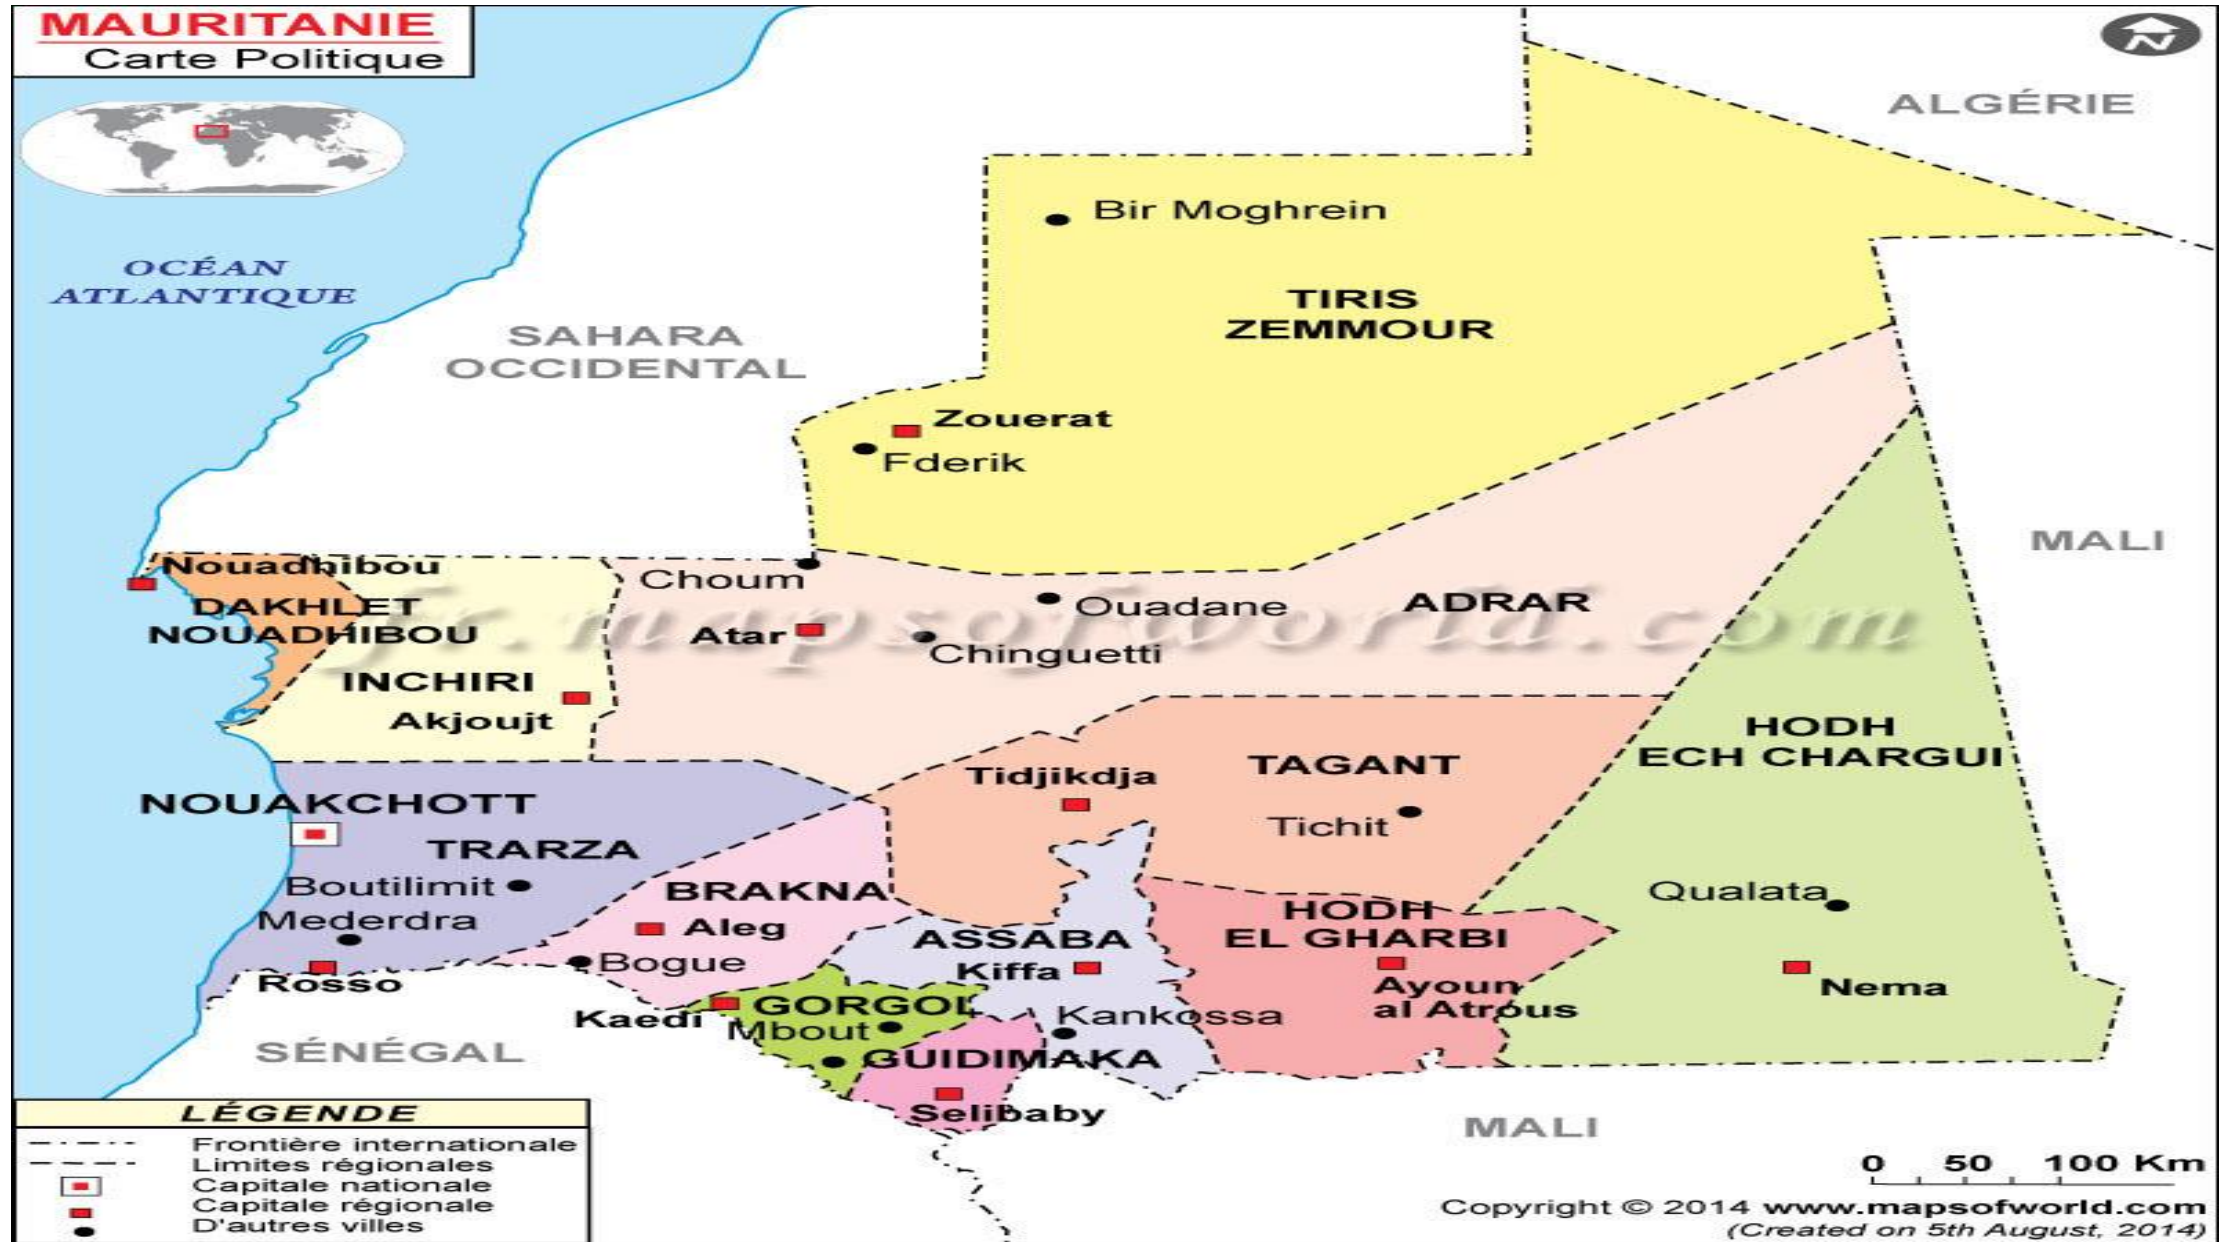 MAURITANIE
Carte Politique
N
ALGÉRIE
OCÉAN
ATLANTIQUE
Bir Moghrein
TIRIS
ZEMMOUR
SAHARA
OCCIDENTAL
Zouerat
Fderik
MALI
Nouadhibou
DAKHLET
NOUADHIBOU
Choum
Ouadane
ADRAR
fr.mapsofworld.com
Atar
Chinguetti
INCHIRI
Akjoujt
HODH
ECH CHARGUI
TAGANT
Tidjikdja
Tichit
NOUAKCHOTT
TRARZA
Boutilimit
Mederdra
Rosso
BRAKNA
Aleg
Bogue
Qualata
Nema
HODH
EL GHARBI
Ayoun
al Atrous
ASSABA
Kiffa
Kankossa
GORGOL
Kaedi
Mbout
GUIDIMAKA
Selibaby
SÉNÉGAL
MALI
LÉGENDE
Frontière internationale
Limites régionales
Capitale nationale
Capitale régionale
D'autres villes
0 50 100 Km
Copyright © 2014 www.mapsofworld.com
(Created on 5th August, 2014)